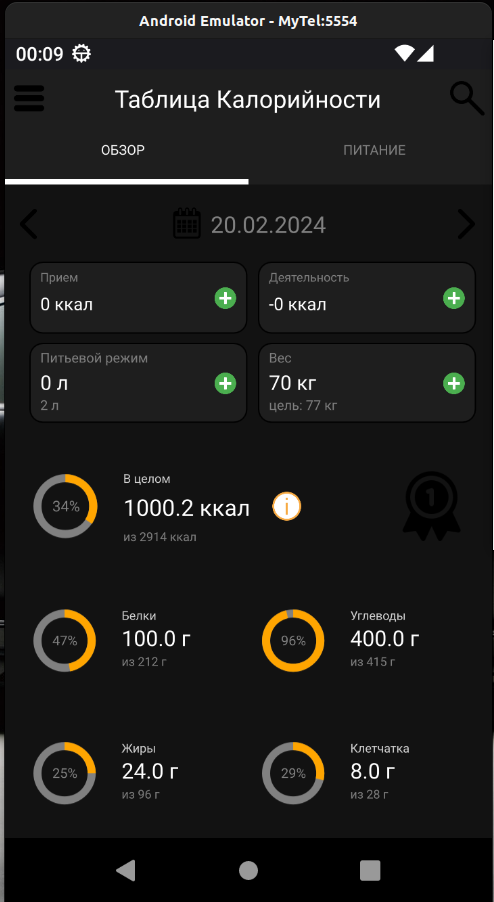 Android Emulator - MyTel:5554
00:09
Таблица Калорийности
ОБЗОР ПИТАНИЕ
20.02.2024
Прием Деятельность
0 ккал -0 ккал
Питьевой режим Вес
0 л 70 кг
2 л цель: 77 кг
В целом
34% 1000.2 ккал i 1
из 2914 ккал
Белки Углеводы
47% 100.0 г 96% 400.0 г
из 212 г из 415 г
Жиры Клетчатка
25% 24.0 г 29% 8.0 г
из 96 г из 28 г